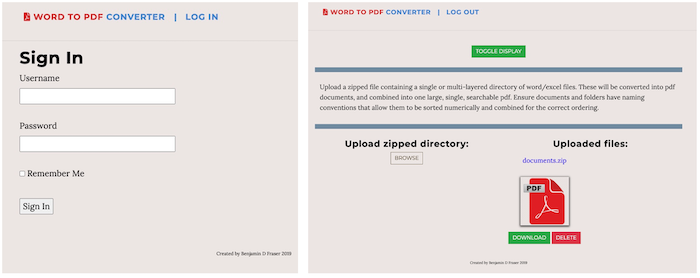 WORD TO PDF CONVERTER | LOG IN
Sign In
Username
Password
Remember Me
Sign In
Created by Benjamin D Fraser 2018
WORD TO PDF CONVERTER | LOG OUT
TOGGLE DISPLAY
Upload a zipped file containing a single or multi-layered directory of word/excel files. These will be converted into pdf
documents, and combined into one large, single, searchable pdf. Ensure documents and folders have naming
conventions that allow them to be sorted numerically and combined for the correct ordering.
Upload zipped directory:
BROWSE
Uploaded files:
documents.zip
PDF
DOWNLOAD DELETE
Created by Benjamin D Fraser 2018